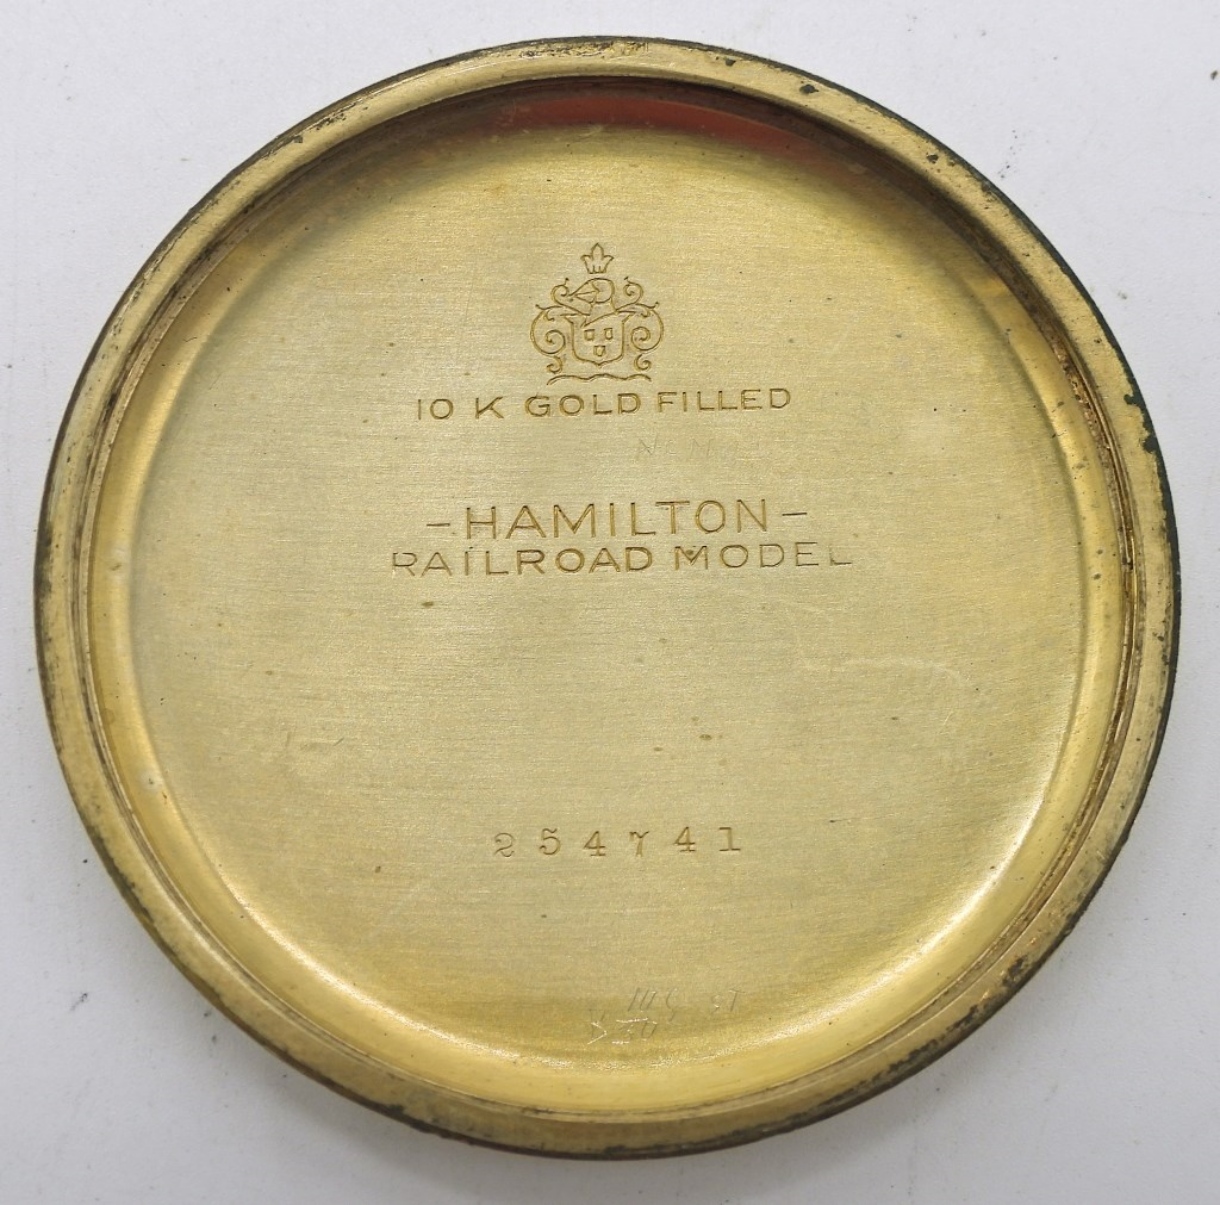 10 K GOLD FILLED
-HAMILTON-
RAILROAD MODEL
254741